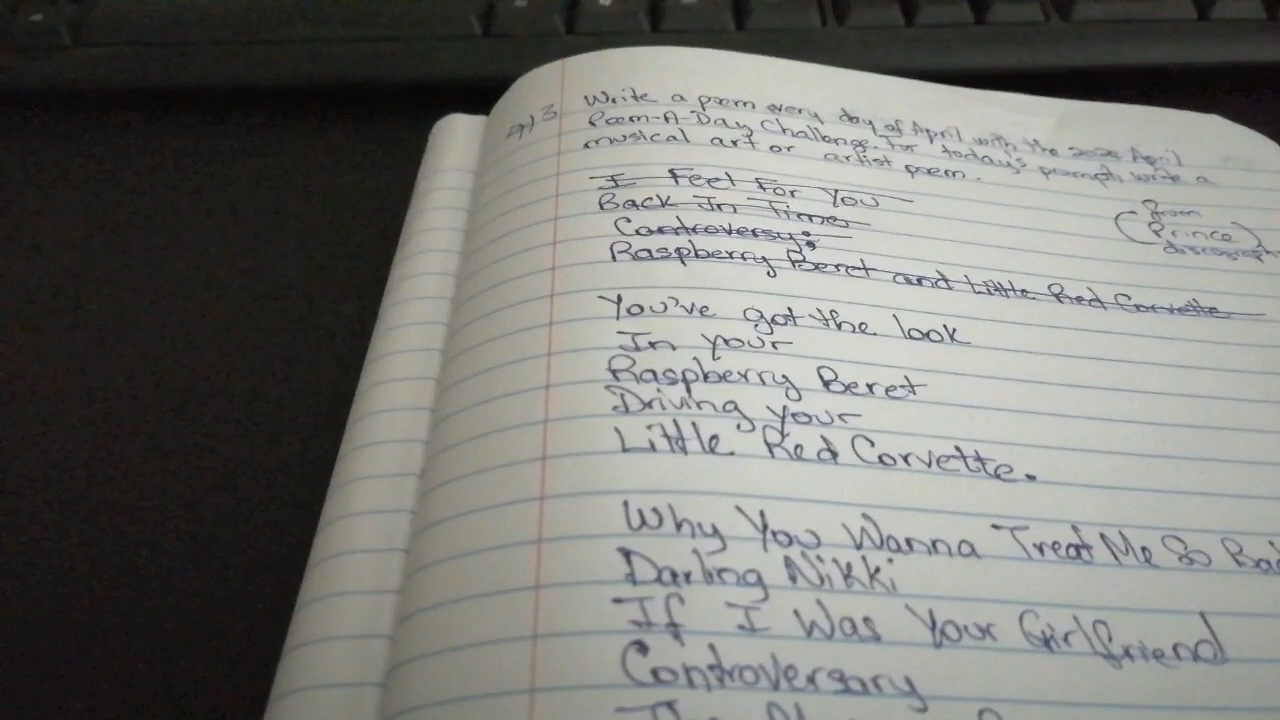 4/3 Write a poem every day of April with the 2020 April
Poem-A-Day Challenge. For today's prompt, write a
musical art or artist poem.
I Feel For You
Back In Time
Controversy
Raspberry Beret and Little Red Corvette
(from
Prince)
discograph
You've got the look
In your
Raspberry Beret
Driving your
Little Red Corvette.
Why You Wanna Treat Me So Bad
Darling Nikki
If I Was Your Girlfriend
Controversary